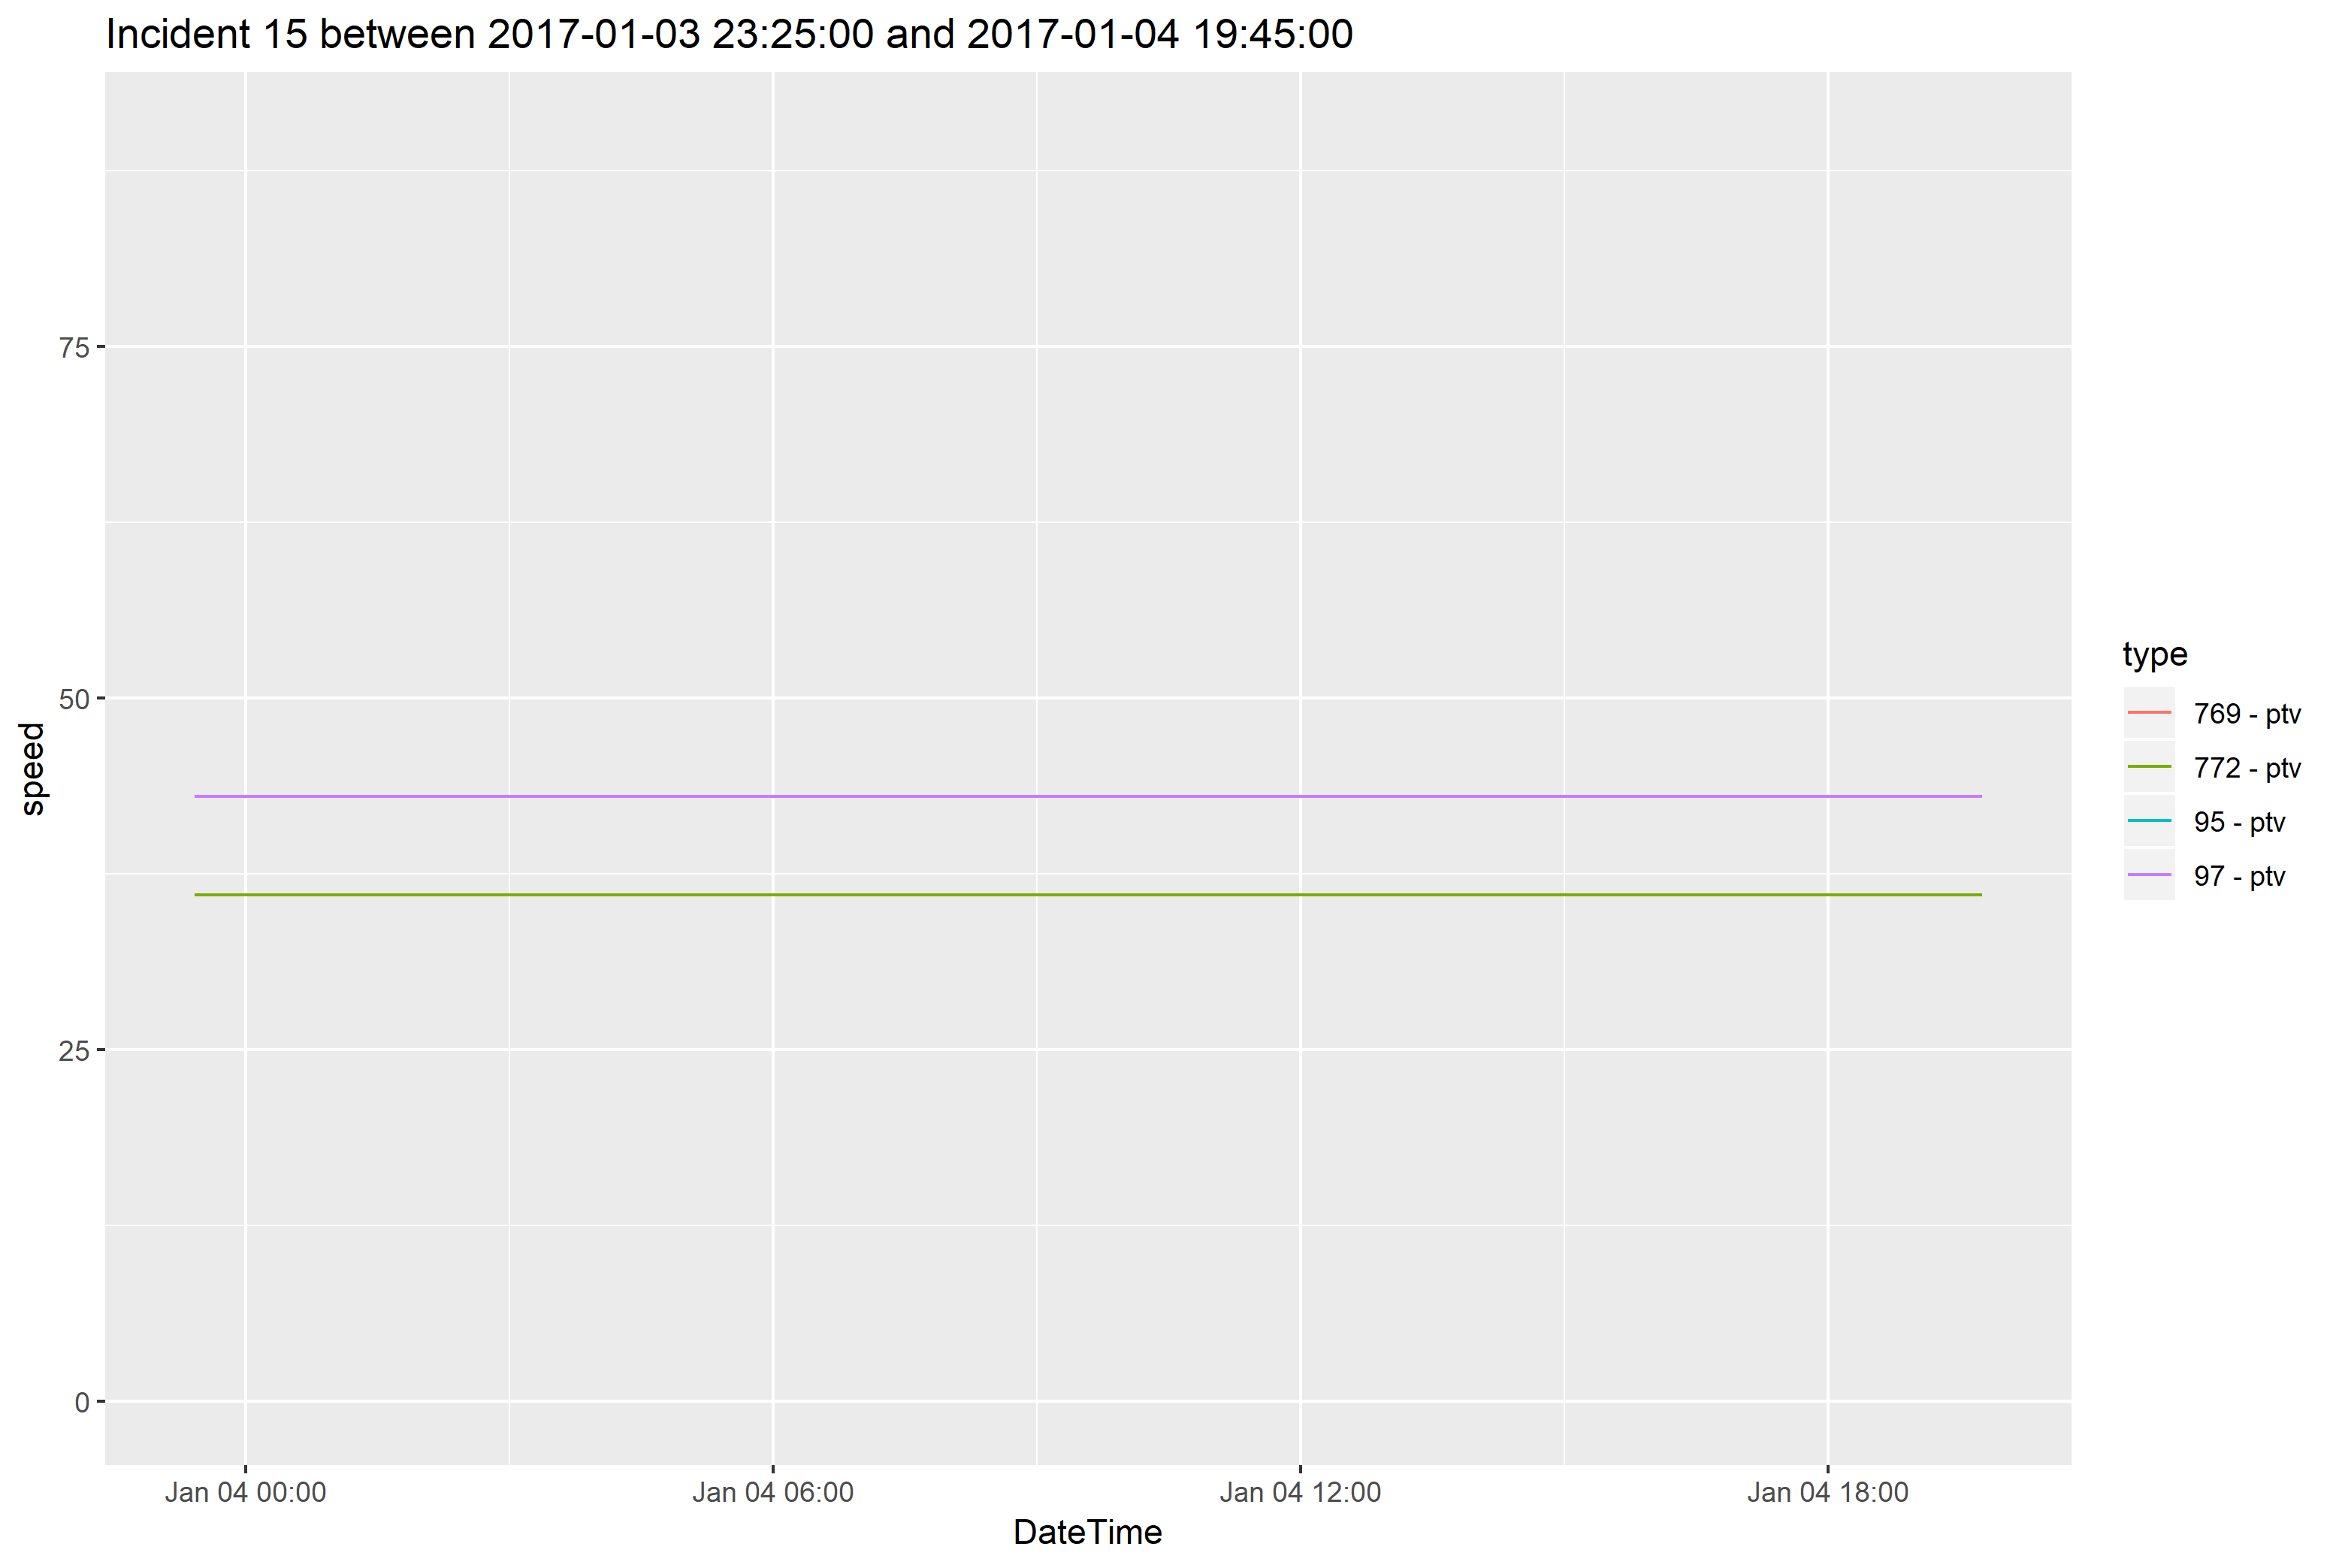 Incident 15 between 2017-01-03 23:25:00 and 2017-01-04 19:45:00
speed
75
50
25
0
Jan 04 00:00
Jan 04 06:00
Jan 04 12:00
Jan 04 18:00
DateTime
type
769 - ptv
772 - ptv
95 - ptv
97 - ptv